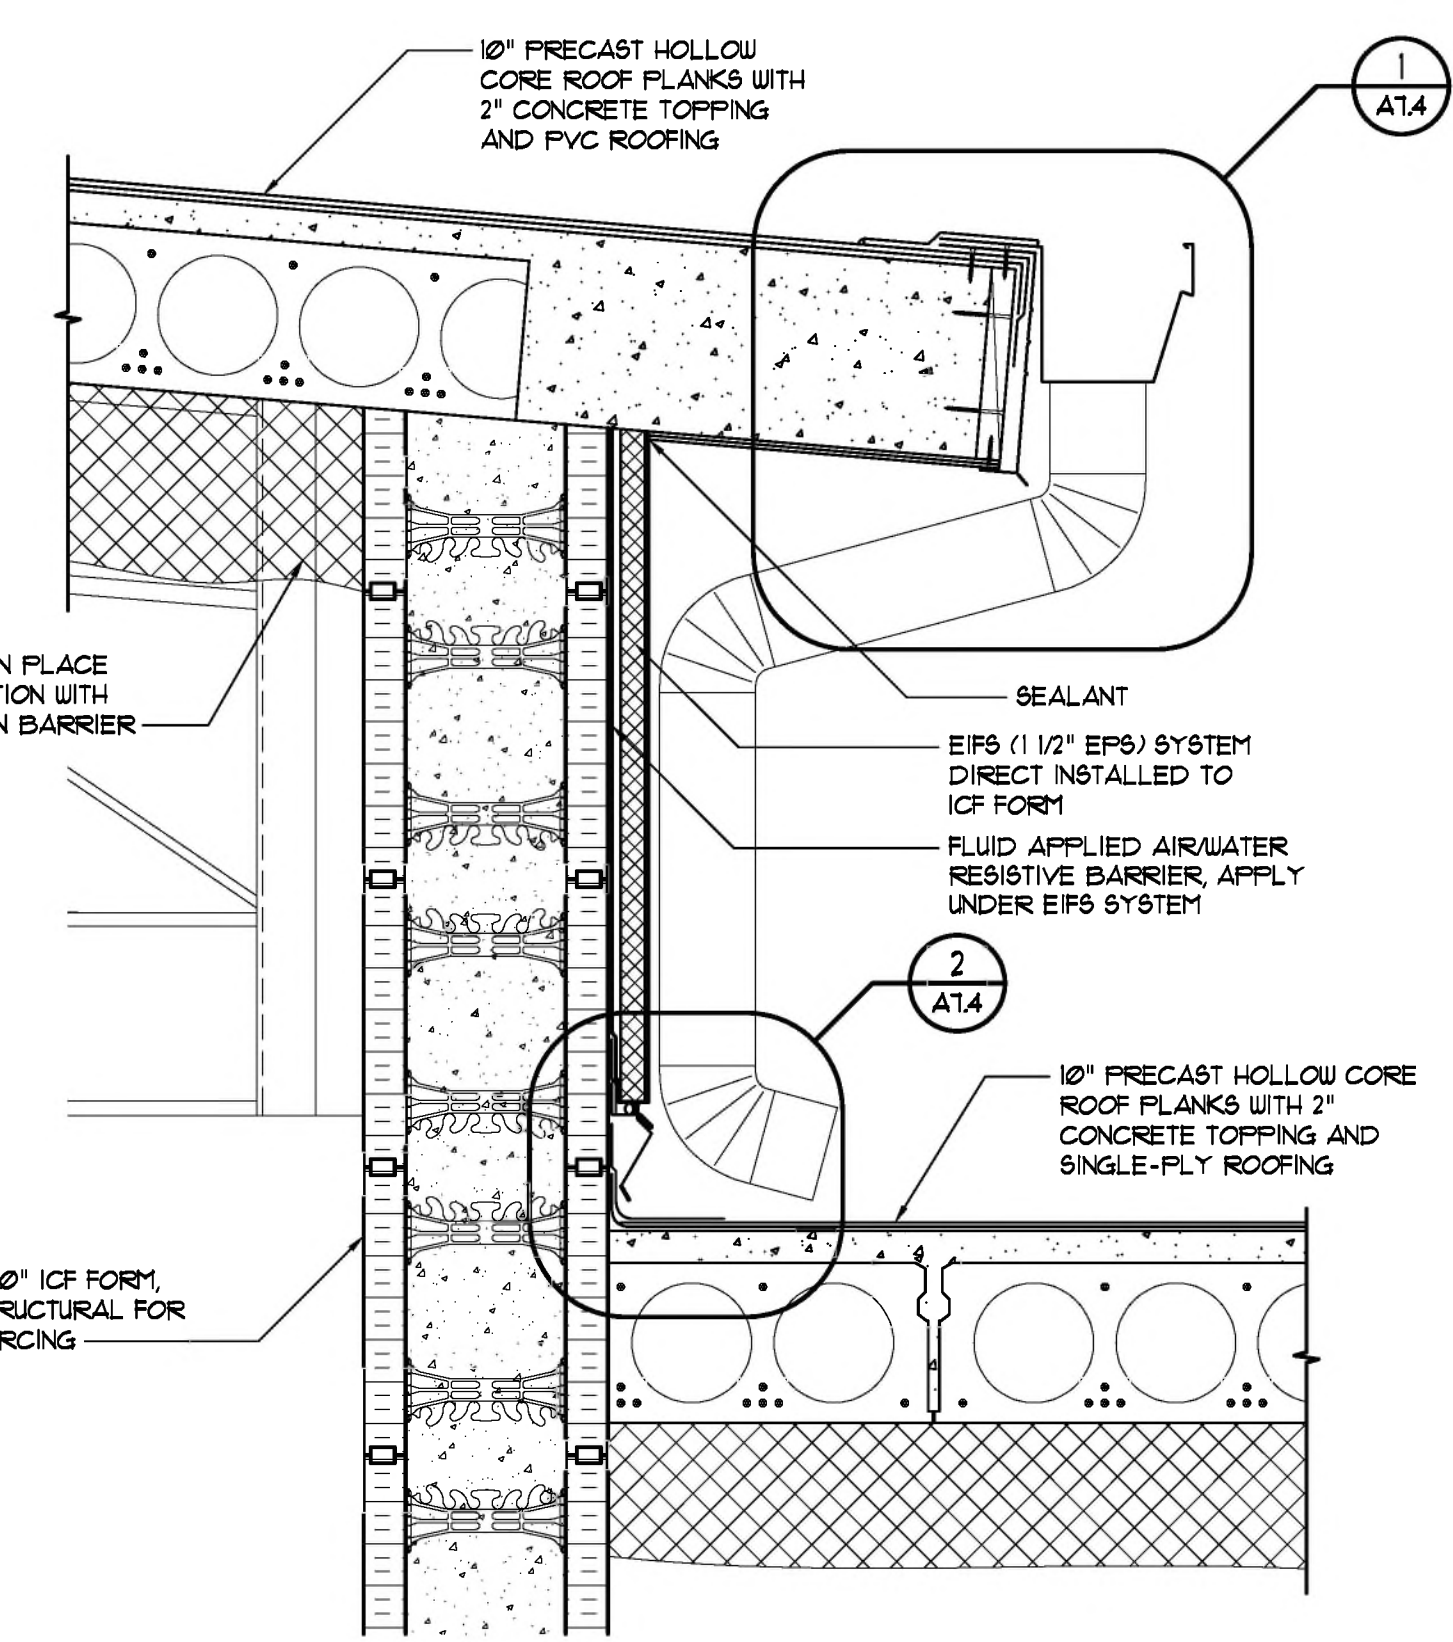 10" PRECAST HOLLOW
CORE ROOF PLANKS WITH
2" CONCRETE TOPPING
AND PVC ROOFING
1
A7.4
N PLACE
TION WITH
N BARRIER
SEALANT
EIFS (1 1/2" EPS) SYSTEM
DIRECT INSTALLED TO
ICF FORM
FLUID APPLIED AIR/WATER
RESISTIVE BARRIER, APPLY
UNDER EIFS SYSTEM
2
A7.4
10" PRECAST HOLLOW CORE
ROOF PLANKS WITH 2"
CONCRETE TOPPING AND
SINGLE-PLY ROOFING
0" ICF FORM,
RUCTURAL FOR
RCING